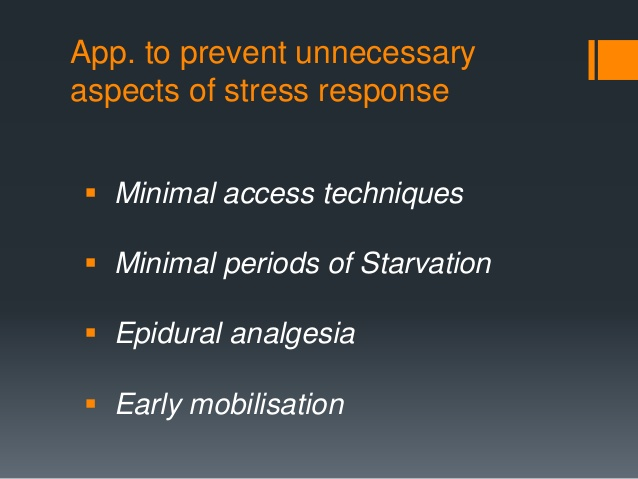 App. to prevent unnecessary
aspects of stress response
▪ Minimal access techniques
▪ Minimal periods of Starvation
▪ Epidural analgesia
▪ Early mobilisation